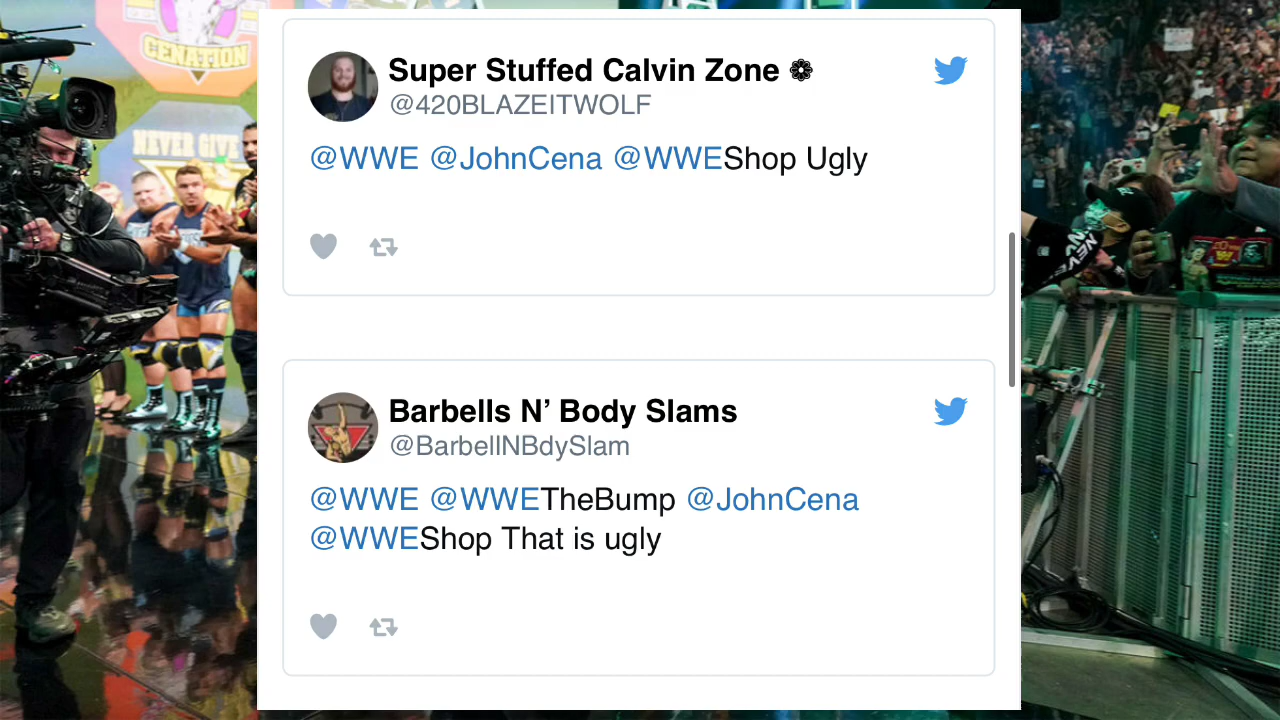 CENATION
NEVER GIVE
Super Stuffed Calvin Zone
@420BLAZEITWOLF
@WWE @JohnCena @WWEShop Ugly
Barbells N’ Body Slams
@BarbellNBdySlam
@WWE @WWETheBump @JohnCena
@WWEShop That is ugly
NEVE